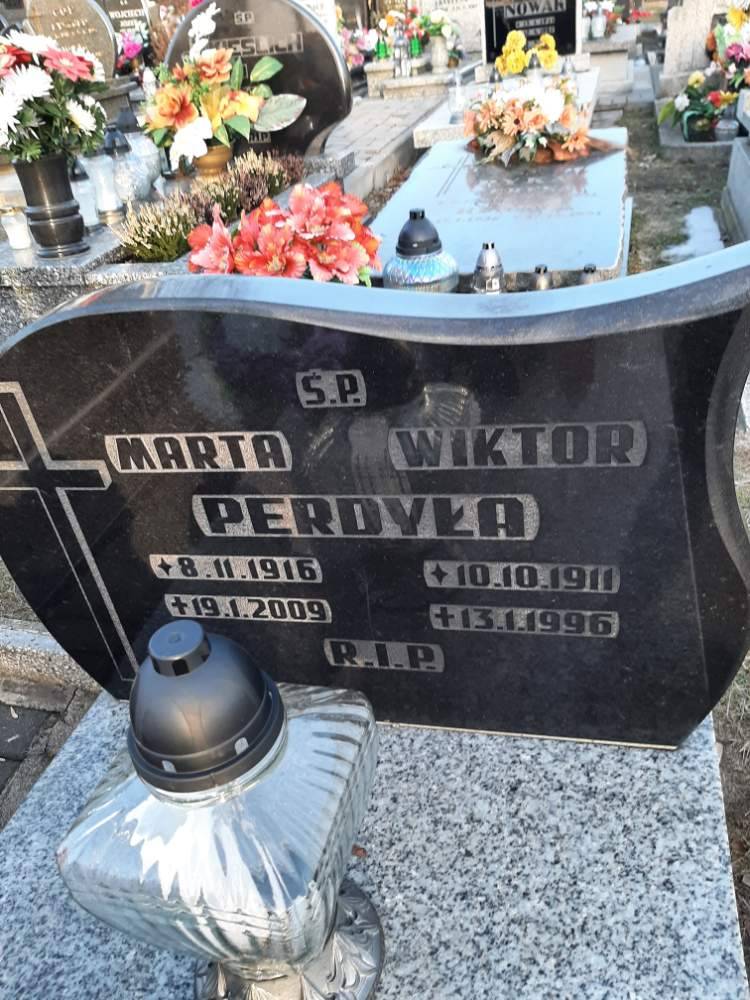 Ś.P.
NOWAK
Ś.P.
MARTA WIKTOR
PERDYŁA
✦8.11.1916 ✦10.10.1911
✝19.1.2009 ✝13.1.1996
R.I.P.